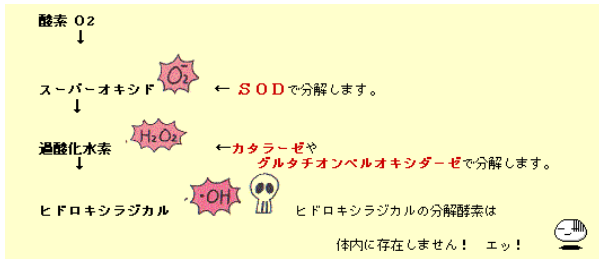 酸素 O2
↓
スーパーオキシド O2- ← SODで分解します。
↓
過酸化水素 H2O2 ←カタラーゼや
↓ グルタチオンペルオキシダーゼで分解します。
ヒドロキシラジカル ・OH ヒドロキシラジカルの分解酵素は
体内に存在しません! エッ!